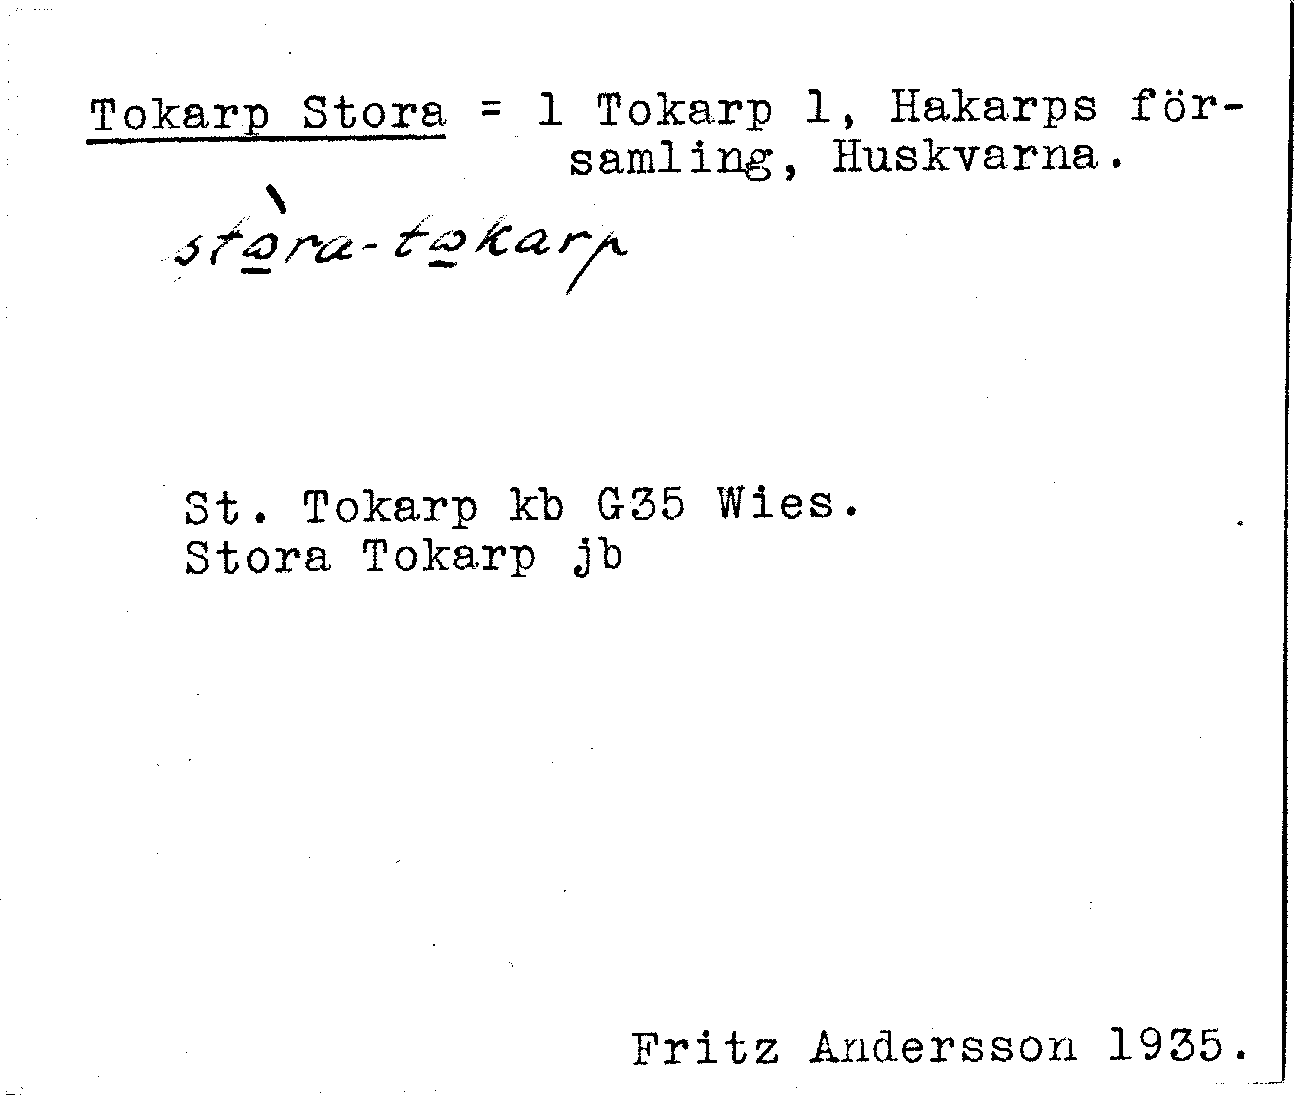 Tokarp Stora = 1 Tokarp 1, Hakarps för-
samling, Huskvarna.
stòra-tokarp
St. Tokarp kb G35 Wies.
Stora Tokarp jb
Fritz Andersson 1935.